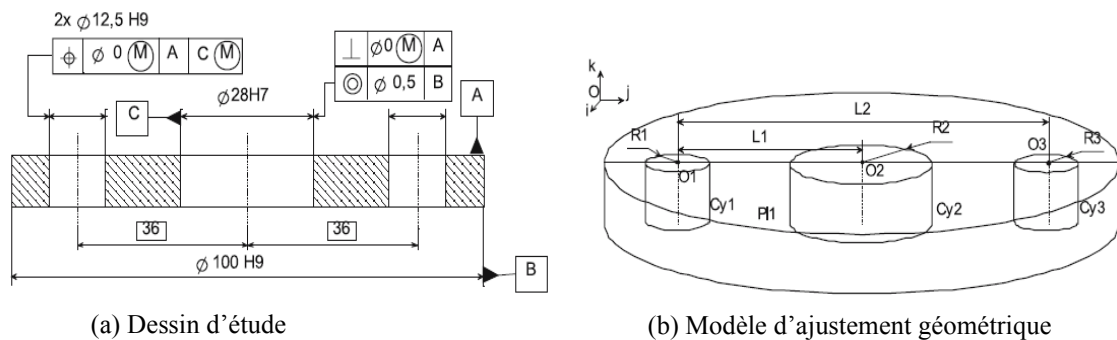 2x ⌀12,5 H9
⌖ ⌀ 0 Ⓜ A C Ⓜ
⊥ ⌀0 Ⓜ A
◎ ⌀ 0,5 B
⌀28H7
C
A
36
36
⌀ 100 H9
B
(a) Dessin d’étude
k
O
j
i
L2
R1
L1
R2
O3
R3
O1
O2
Cy1
Pl1
Cy2
Cy3
(b) Modèle d’ajustement géométrique